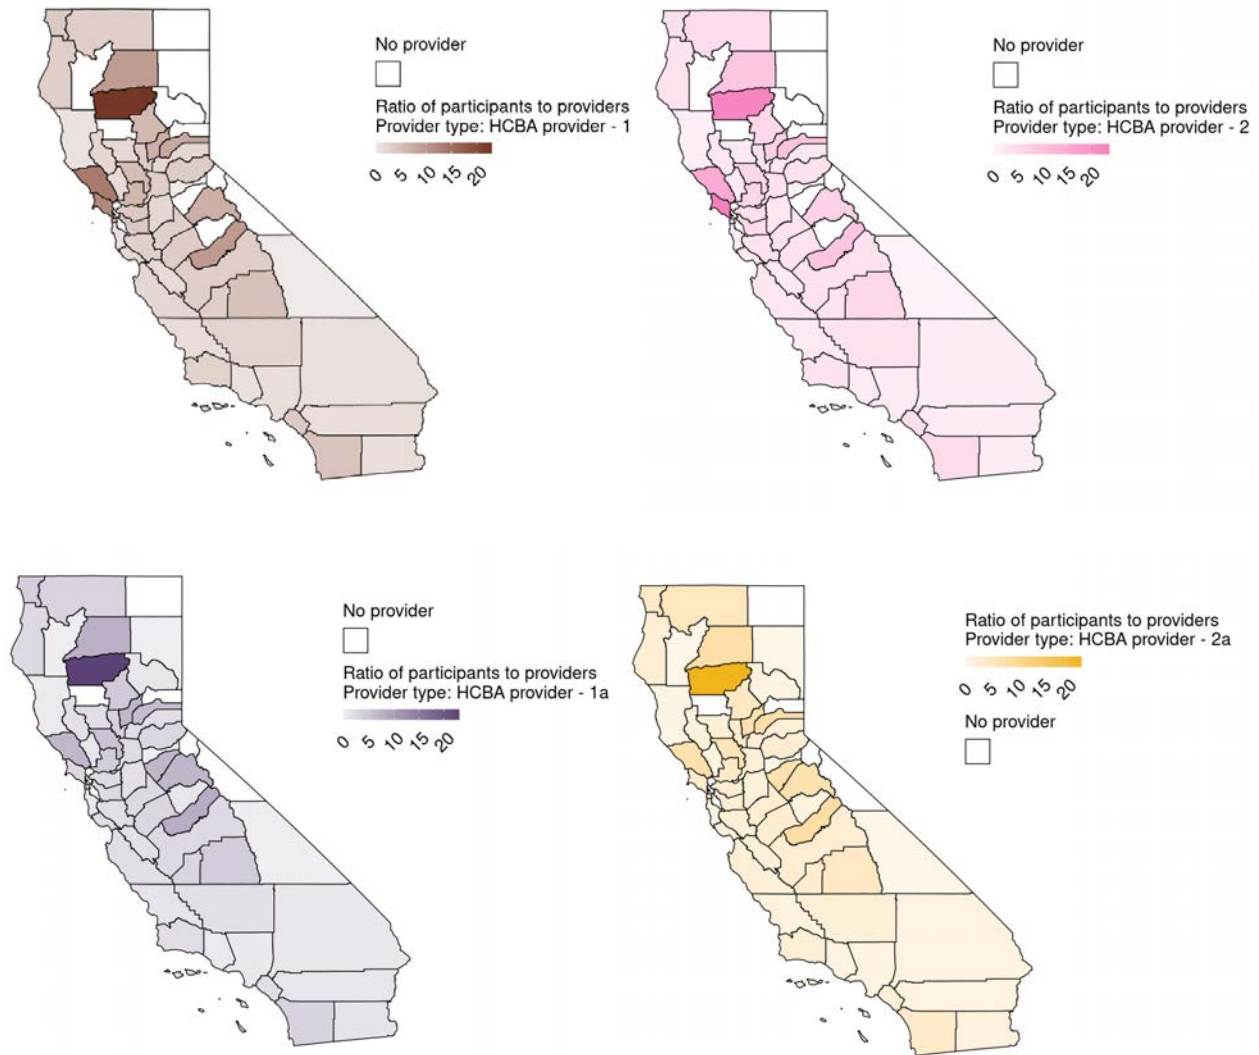 No provider
Ratio of participants to providers
Provider type: HCBA provider - 1
0 5 10 15 20
No provider
Ratio of participants to providers
Provider type: HCBA provider - 2
0 5 10 15 20
No provider
Ratio of participants to providers
Provider type: HCBA provider - 1a
0 5 10 15 20
Ratio of participants to providers
Provider type: HCBA provider - 2a
0 5 10 15 20
No provider